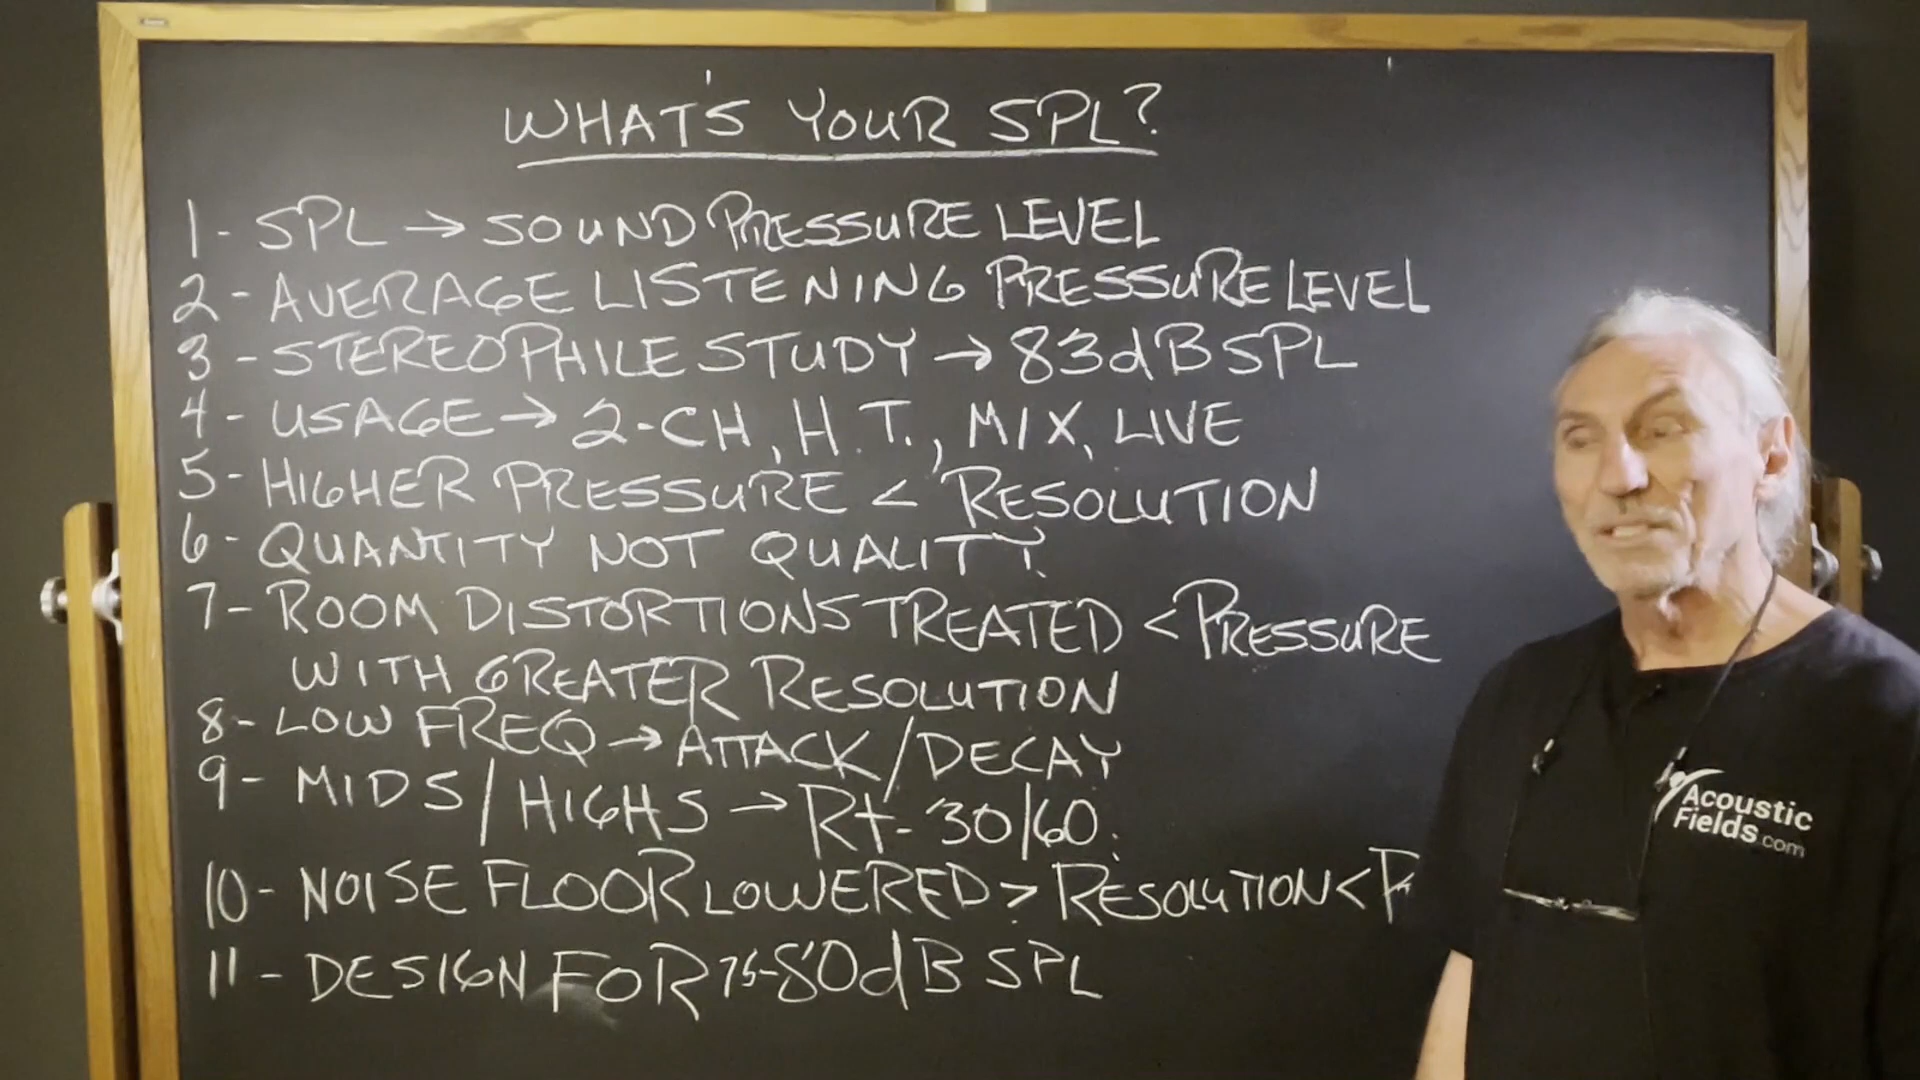 WHAT'S YOUR SPL?
1 - SPL → SOUND PRESSURE LEVEL
2 - AVERAGE LISTENING PRESSURE LEVEL
3 - STEREOPHILE STUDY → 83dB SPL
4 - USAGE → 2-CH, H.T., MIX, LIVE
5 - HIGHER PRESSURE < RESOLUTION
6 - QUANTITY NOT QUALITY.
7 - ROOM DISTORTIONS TREATED < PRESSURE
WITH GREATER RESOLUTION
8 - LOW FREQ → ATTACK/DECAY
9 - MIDS/HIGHS → Rt-30/60.
10 - NOISE FLOOR LOWERED > RESOLUTION <
11 - DESIGN FOR 75-80dB SPL
Acoustic
Fields.com